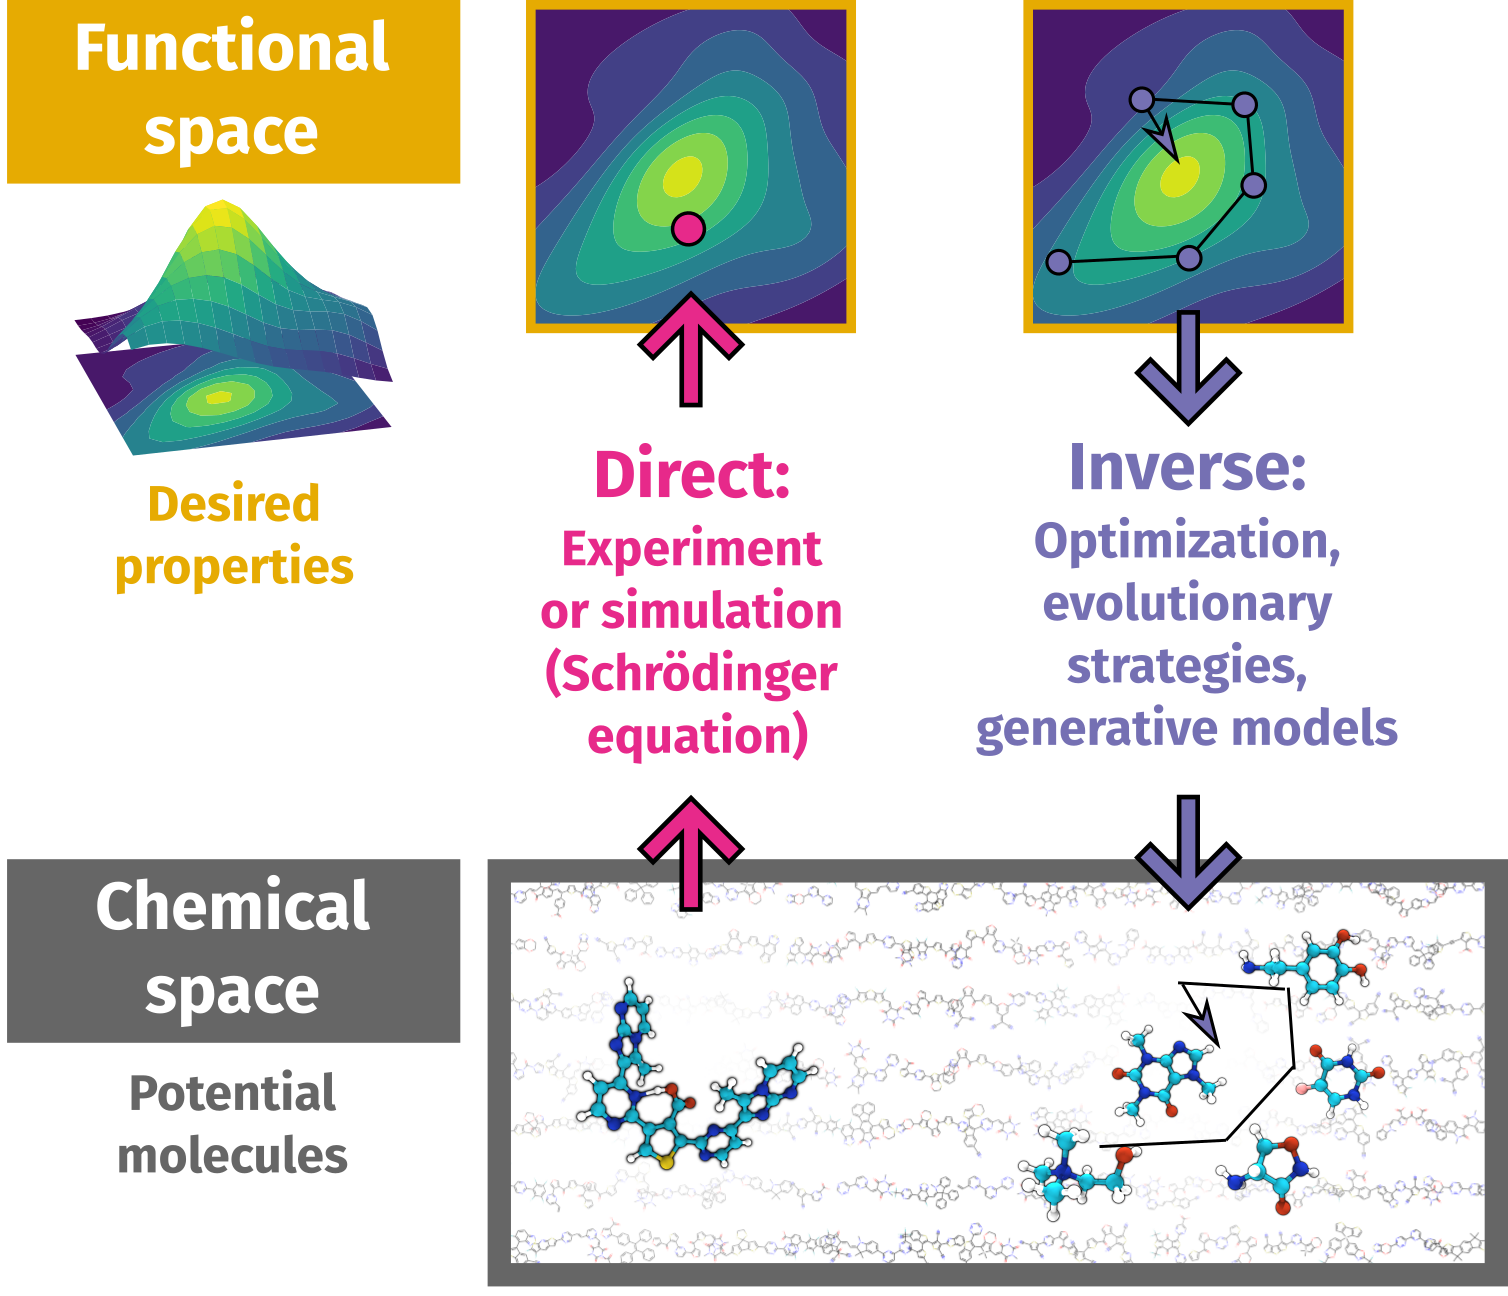 Functional
space
Desired
properties
Direct:
Experiment
or simulation
(Schrödinger
equation)
Inverse:
Optimization,
evolutionary
strategies,
generative models
Chemical
space
Potential
molecules